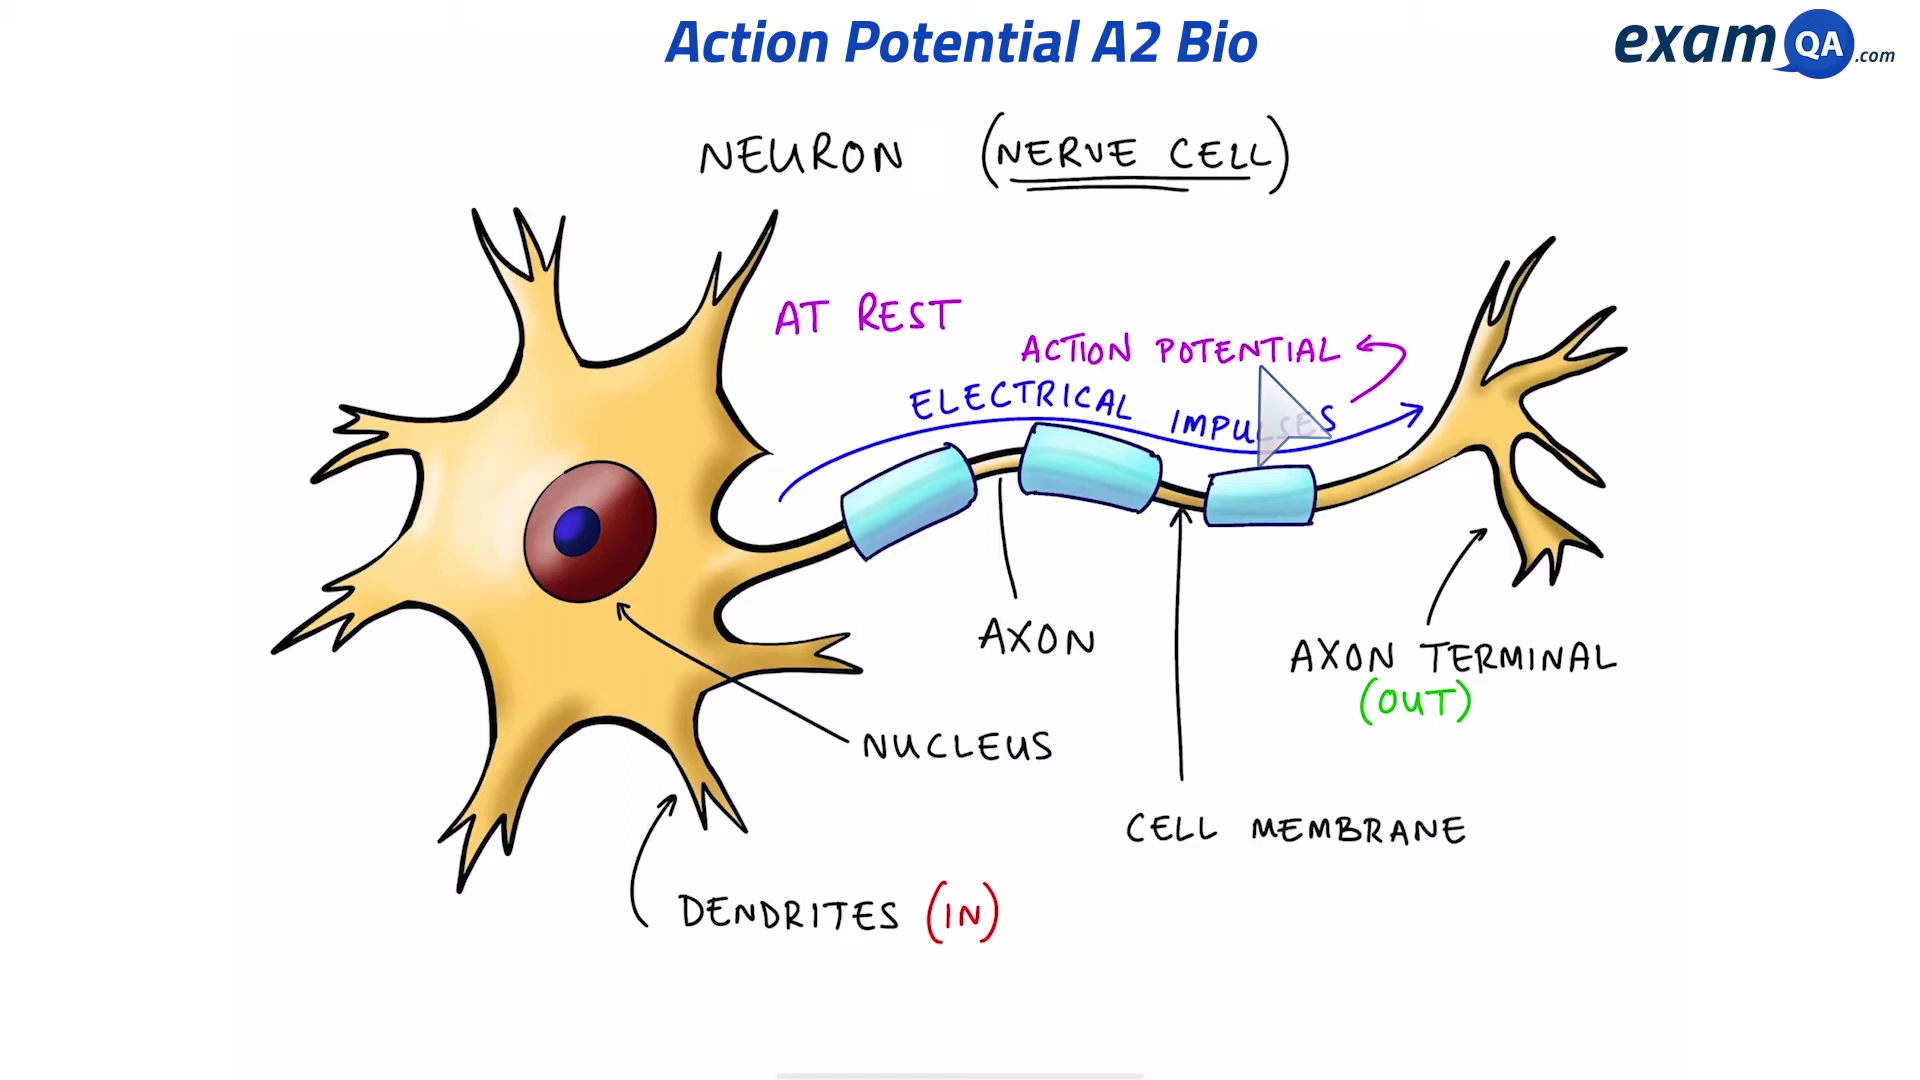 Action Potential A2 Bio
examQA.com
NEURON (NERVE CELL)
AT REST
ACTION POTENTIAL
ELECTRICAL IMPULSES
AXON
AXON TERMINAL
(OUT)
NUCLEUS
CELL MEMBRANE
DENDRITES (IN)